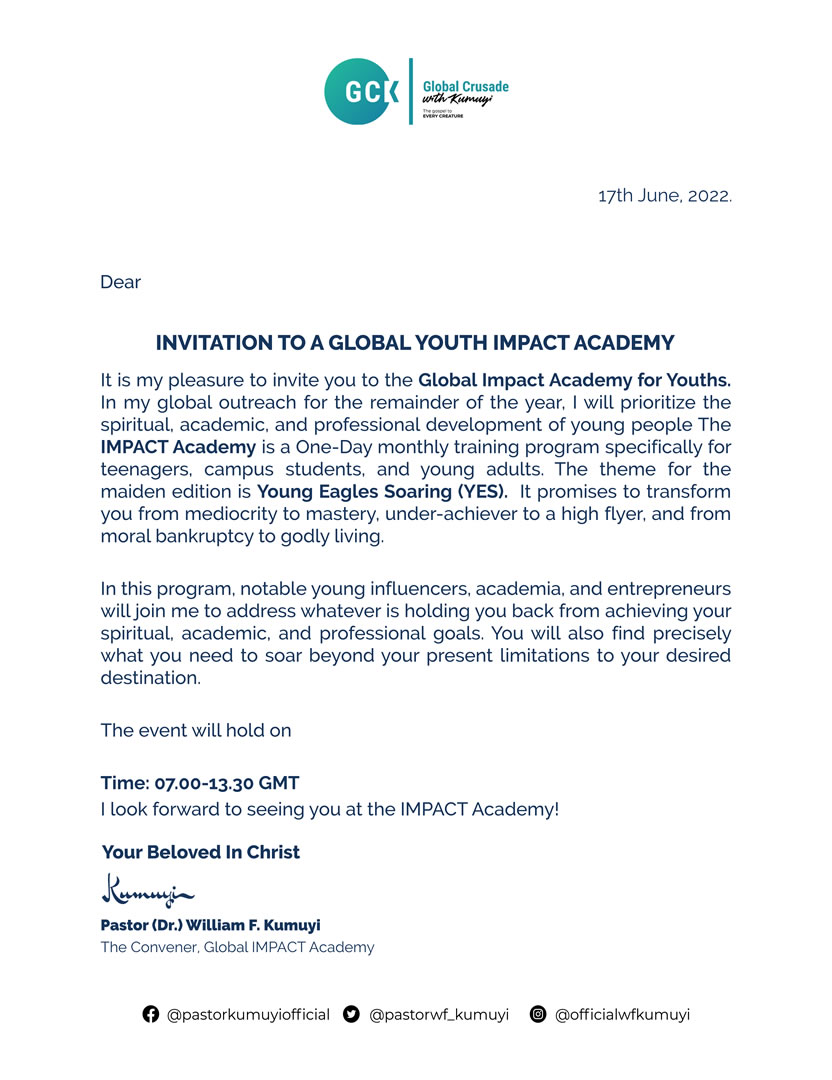 GCK
Global Crusade
with Kumuyi
The gospel to
EVERY CREATURE
17th June, 2022.
Dear
INVITATION TO A GLOBAL YOUTH IMPACT ACADEMY
It is my pleasure to invite you to the Global Impact Academy for Youths.
In my global outreach for the remainder of the year, I will prioritize the
spiritual, academic, and professional development of young people The
IMPACT Academy is a One-Day monthly training program specifically for
teenagers, campus students, and young adults. The theme for the
maiden edition is Young Eagles Soaring (YES).  It promises to transform
you from mediocrity to mastery, under-achiever to a high flyer, and from
moral bankruptcy to godly living.
In this program, notable young influencers, academia, and entrepreneurs
will join me to address whatever is holding you back from achieving your
spiritual, academic, and professional goals. You will also find precisely
what you need to soar beyond your present limitations to your desired
destination.
The event will hold on
Time: 07.00-13.30 GMT
I look forward to seeing you at the IMPACT Academy!
Your Beloved In Christ
Kumuyi
Pastor (Dr.) William F. Kumuyi
The Convener, Global IMPACT Academy
@pastorkumuyiofficial @pastorwf_kumuyi @officialwfkumuyi